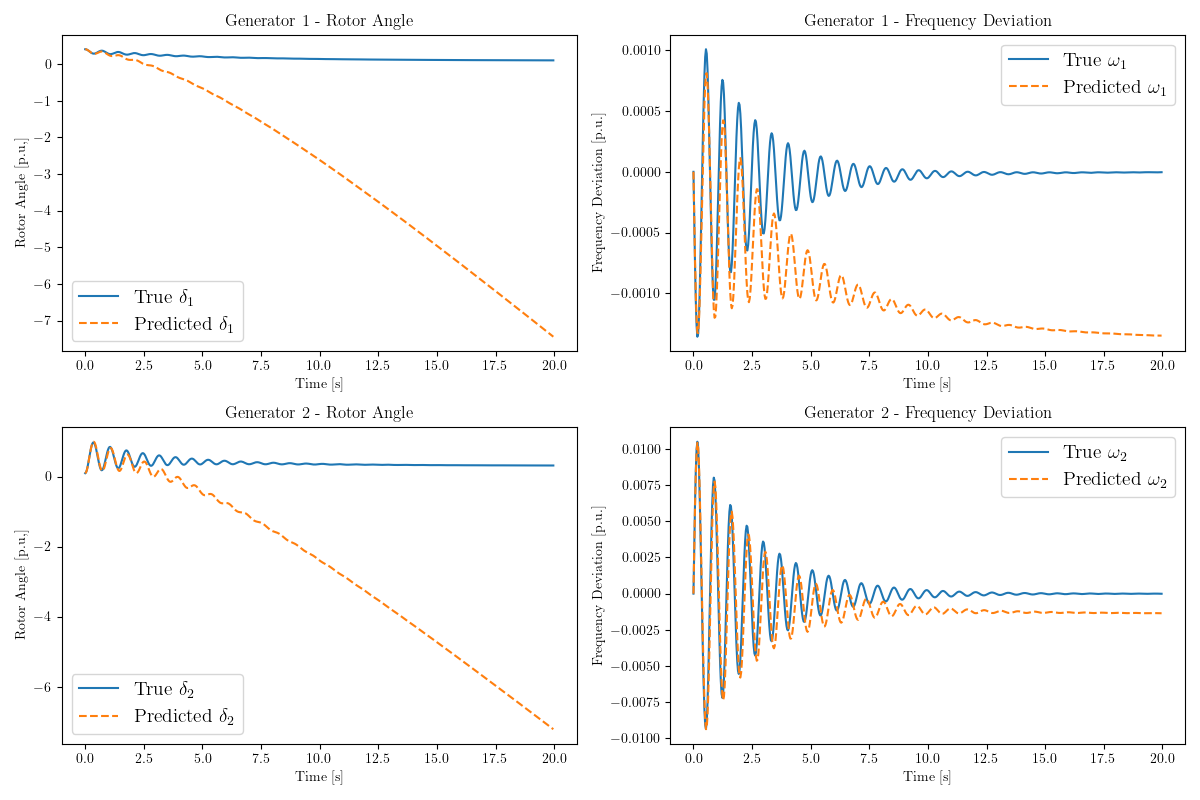 Generator 1 - Rotor Angle
Rotor Angle [p.u.]
0
−1
−2
−3
−4
−5
−6
−7
True δ₁
Predicted δ₁
0.0 2.5 5.0 7.5 10.0 12.5 15.0 17.5 20.0
Time [s]
Generator 1 - Frequency Deviation
Frequency Deviation [p.u.]
0.0010
0.0005
0.0000
−0.0005
−0.0010
True ω₁
Predicted ω₁
0.0 2.5 5.0 7.5 10.0 12.5 15.0 17.5 20.0
Time [s]
Generator 2 - Rotor Angle
Rotor Angle [p.u.]
0
−2
−4
−6
True δ₂
Predicted δ₂
0.0 2.5 5.0 7.5 10.0 12.5 15.0 17.5 20.0
Time [s]
Generator 2 - Frequency Deviation
Frequency Deviation [p.u.]
0.0100
0.0075
0.0050
0.0025
0.0000
−0.0025
−0.0050
−0.0075
−0.0100
True ω₂
Predicted ω₂
0.0 2.5 5.0 7.5 10.0 12.5 15.0 17.5 20.0
Time [s]